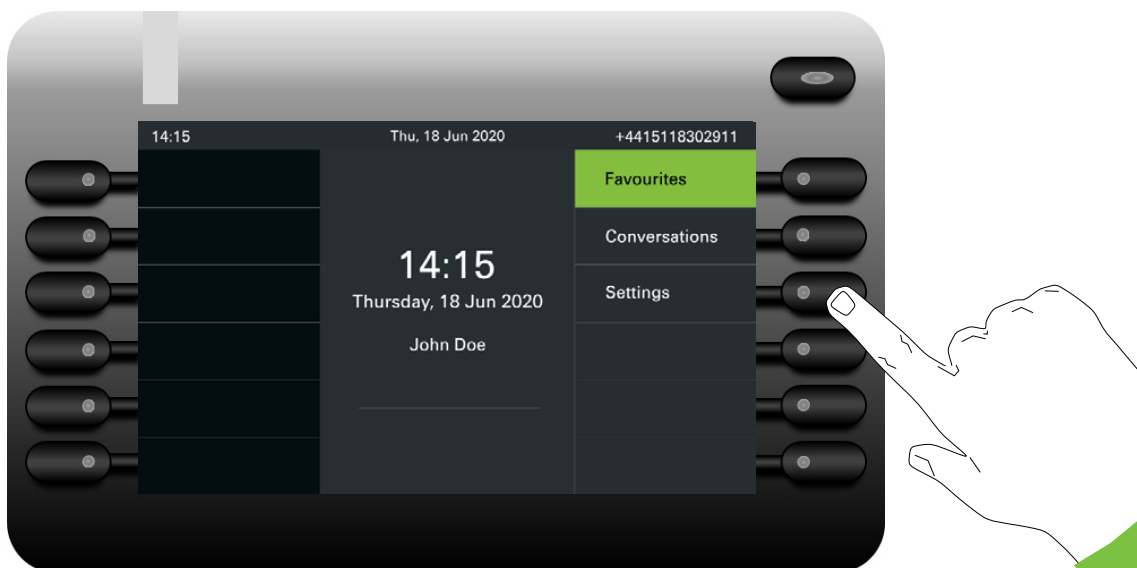 14:15 Thu, 18 Jun 2020 +4415118302911
Favourites
Conversations
14:15
Thursday, 18 Jun 2020
Settings
John Doe